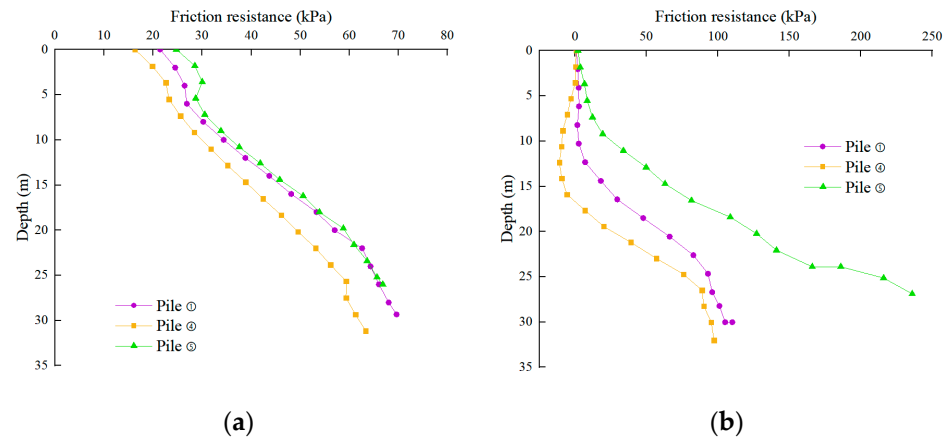 Friction resistance (kPa)
0 10 20 30 40 50 60 70 80
0
5
10
15
20
25
30
35
Depth (m)
Pile ①
Pile ④
Pile ⑤
(a)
Friction resistance (kPa)
0 50 100 150 200 250
0
5
10
15
20
25
30
35
Depth (m)
Pile ①
Pile ④
Pile ⑤
(b)